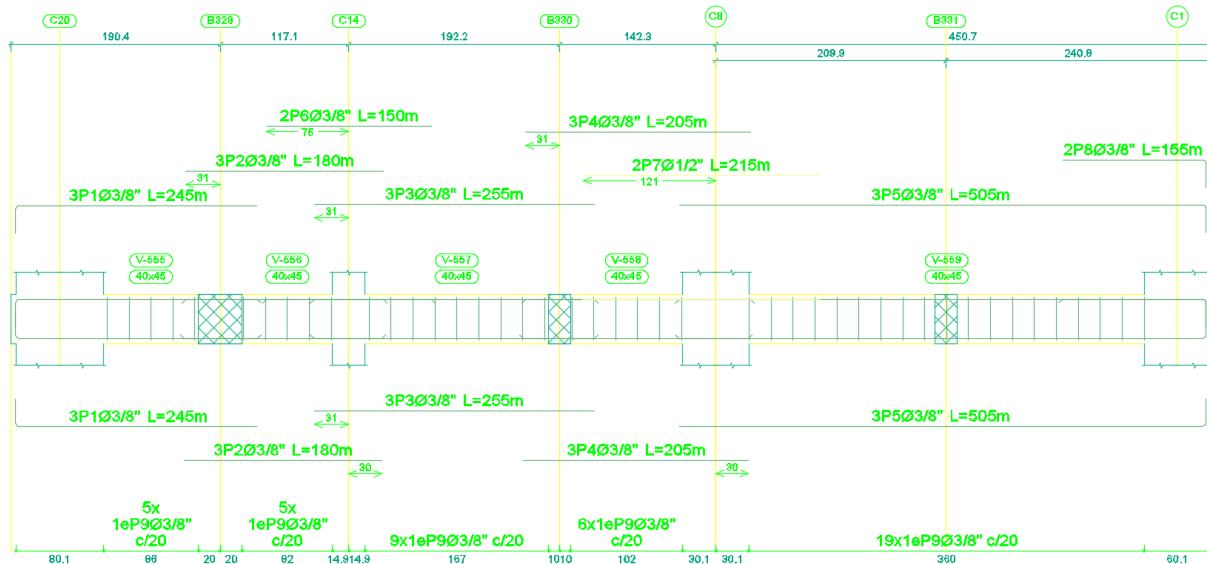 C20 B329 C14 B330 C8 B331 C1
190.4 117.1 192.2 142.3 450.7
209.9 240.8
2P6Ø3/8" L=150m
75
3P4Ø3/8" L=205m
31
3P2Ø3/8" L=180m
31
2P7Ø1/2" L=215m
121
2P8Ø3/8" L=155m
3P1Ø3/8" L=245m
3P3Ø3/8" L=255m
31
3P5Ø3/8" L=505m
V-555 V-556 V-557 V-558 V-559
40x45 40x45 40x45 40x45 40x45
3P1Ø3/8" L=245m
3P3Ø3/8" L=255m
31
3P5Ø3/8" L=505m
3P2Ø3/8" L=180m
30
3P4Ø3/8" L=205m
30
5x
1eP9Ø3/8"
c/20
5x
1eP9Ø3/8"
c/20
9x1eP9Ø3/8" c/20
6x1eP9Ø3/8"
c/20
19x1eP9Ø3/8" c/20
80.1 86 20 20 82 14.9 14.9 167 10 10 102 30.1 30.1 360 60.1